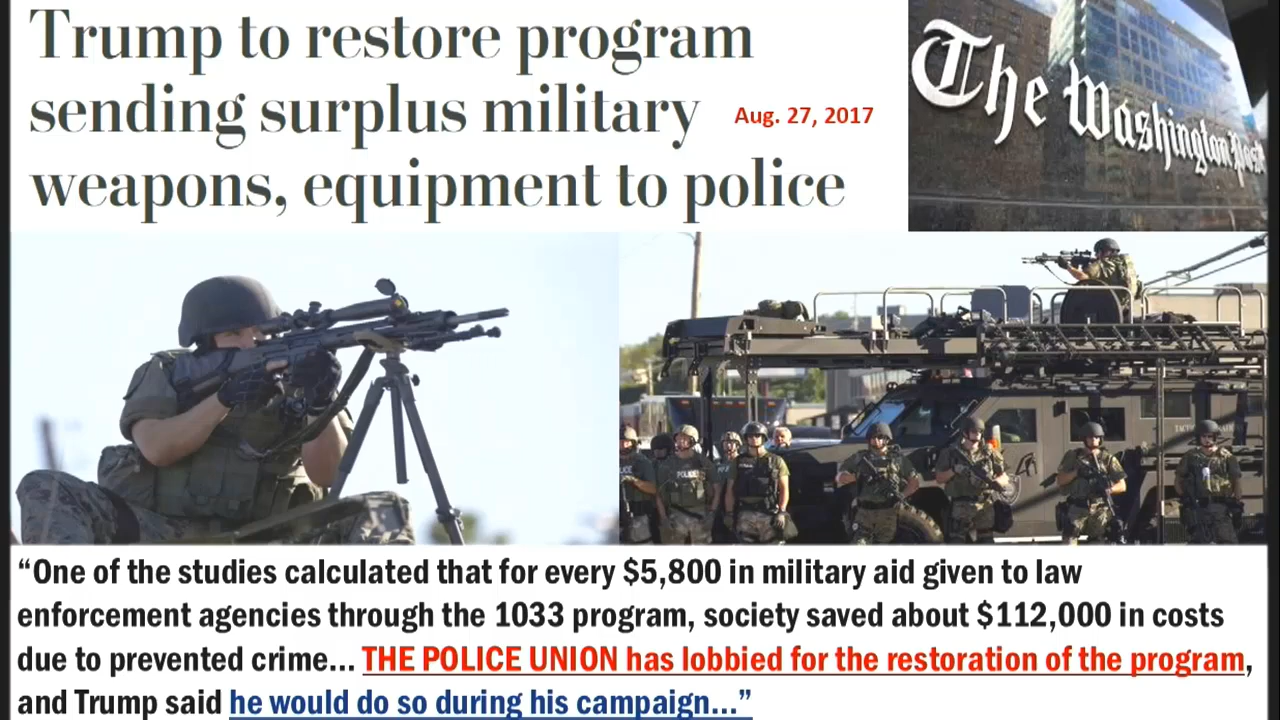 Trump to restore program
sending surplus military
Aug. 27, 2017
weapons, equipment to police
The Washington Post
POLICE
“One of the studies calculated that for every $5,800 in military aid given to law
enforcement agencies through the 1033 program, society saved about $112,000 in costs
due to prevented crime... THE POLICE UNION has lobbied for the restoration of the program,
and Trump said he would do so during his campaign...”